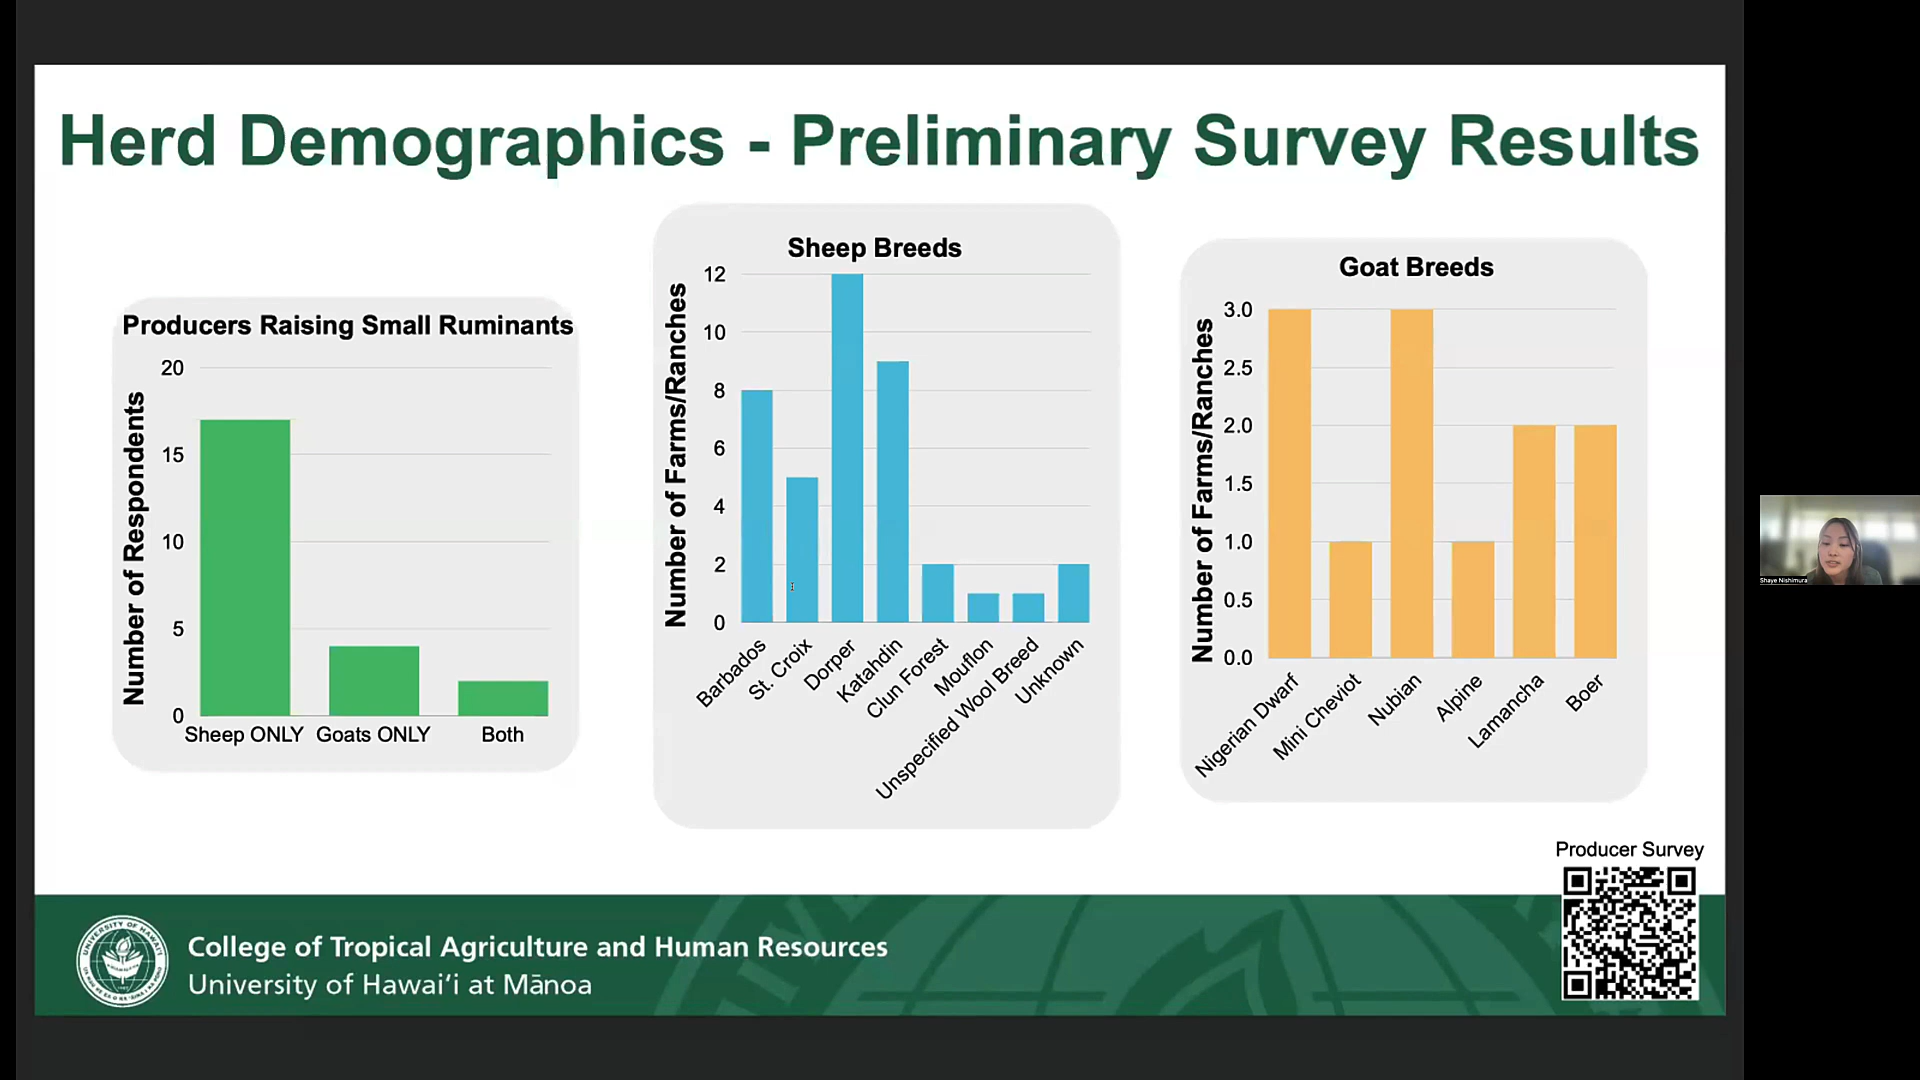 Herd Demographics - Preliminary Survey Results
Producers Raising Small Ruminants
Number of Respondents
20
15
10
5
0
Sheep ONLY
Goats ONLY
Both
Sheep Breeds
Number of Farms/Ranches
12
10
8
6
4
2
0
Barbados
St. Croix
Dorper
Katahdin
Clun Forest
Mouflon
Unspecified Wool Breed
Unknown
Goat Breeds
Number of Farms/Ranches
3.0
2.5
2.0
1.5
1.0
0.5
0.0
Nigerian Dwarf
Mini Cheviot
Nubian
Alpine
Lamancha
Boer
Shaye Nishimura
Producer Survey
College of Tropical Agriculture and Human Resources
University of Hawaiʻi at Mānoa